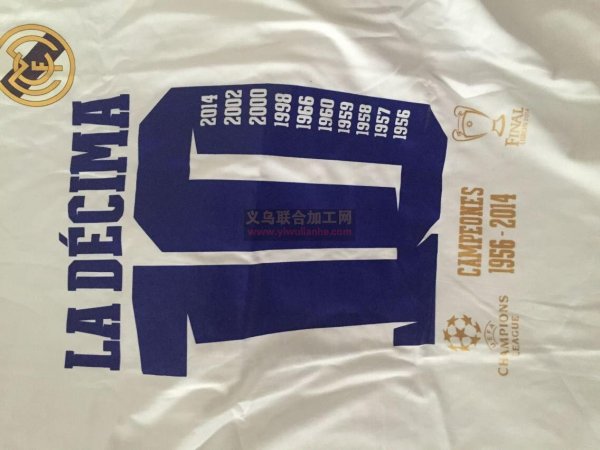 LA DÉCIMA
10
2014
2002
2000
1998
1966
1960
1959
1958
1957
1956
UEFA
CHAMPIONS
LEAGUE
CAMPEONES
1956 - 2014
FINAL
义乌联合加工网
www.yiwulianhe.com